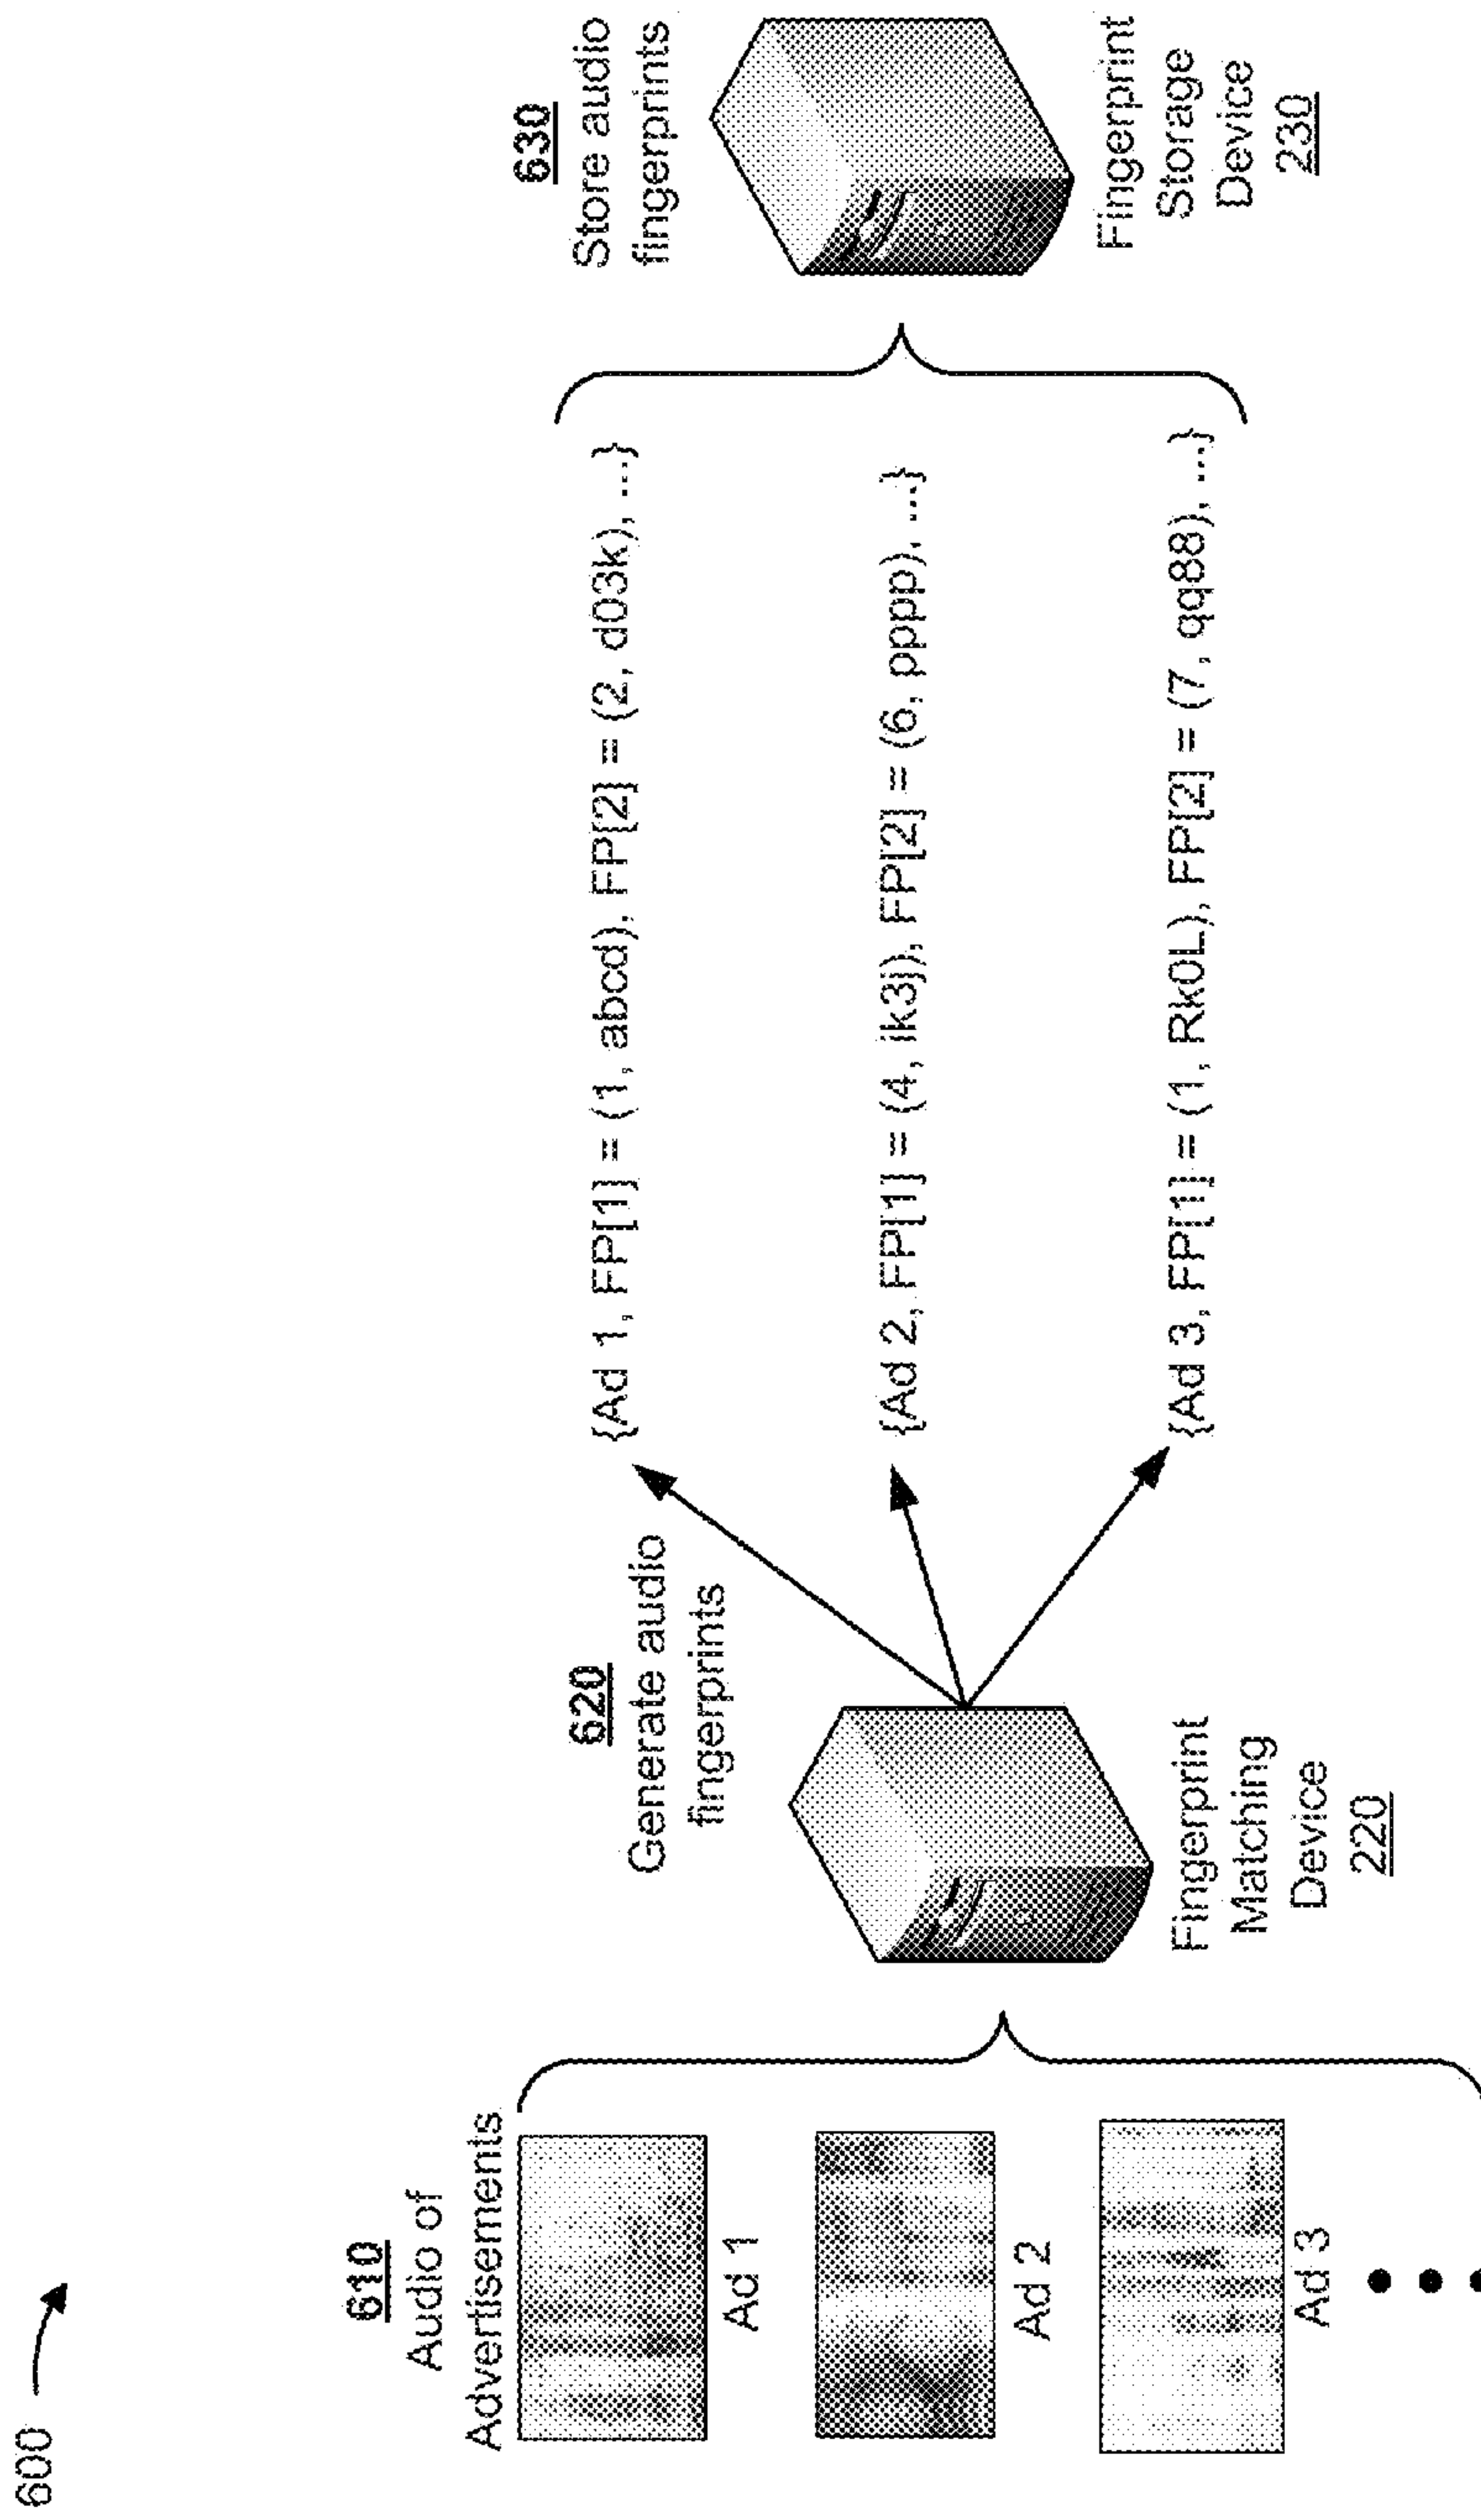 600
610
Audio of
Advertisements
Ad 1
Ad 2
Ad 3
620
Generate audio
fingerprints
Fingerprint
Matching
Device
220
{Ad 1, FP[1] = (1, abcd), FP[2] = (2, d03k), ...}
{Ad 2, FP[1] = (4, ik3j), FP[2] = (6, pppp), ...}
{Ad 3, FP[1] = (1, Rk0L), FP[2] = (7, qq88), ...}
630
Store audio
fingerprints
Fingerprint
Storage
Device
230